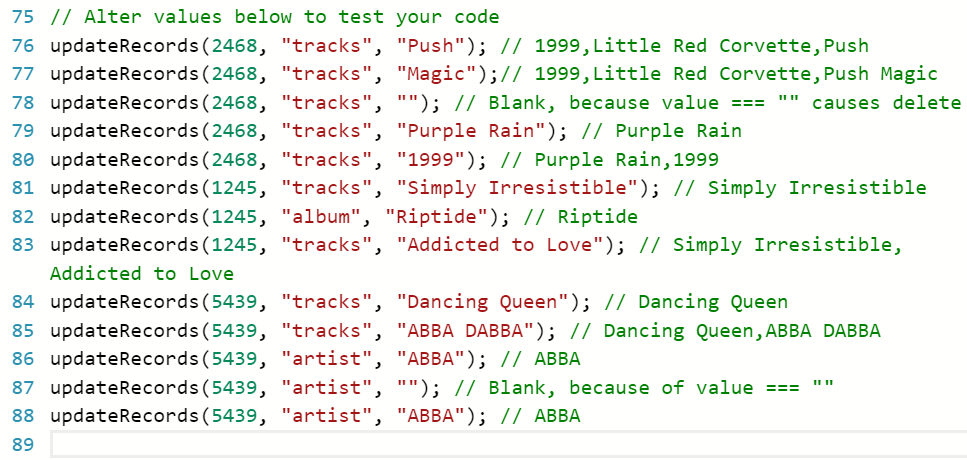 75 // Alter values below to test your code
76 updateRecords(2468, "tracks", "Push"); // 1999,Little Red Corvette,Push
77 updateRecords(2468, "tracks", "Magic");// 1999,Little Red Corvette,Push Magic
78 updateRecords(2468, "tracks", ""); // Blank, because value === "" causes delete
79 updateRecords(2468, "tracks", "Purple Rain"); // Purple Rain
80 updateRecords(2468, "tracks", "1999"); // Purple Rain,1999
81 updateRecords(1245, "tracks", "Simply Irresistible"); // Simply Irresistible
82 updateRecords(1245, "album", "Riptide"); // Riptide
83 updateRecords(1245, "tracks", "Addicted to Love"); // Simply Irresistible,
Addicted to Love
84 updateRecords(5439, "tracks", "Dancing Queen"); // Dancing Queen
85 updateRecords(5439, "tracks", "ABBA DABBA"); // Dancing Queen,ABBA DABBA
86 updateRecords(5439, "artist", "ABBA"); // ABBA
87 updateRecords(5439, "artist", ""); // Blank, because of value === ""
88 updateRecords(5439, "artist", "ABBA"); // ABBA
89